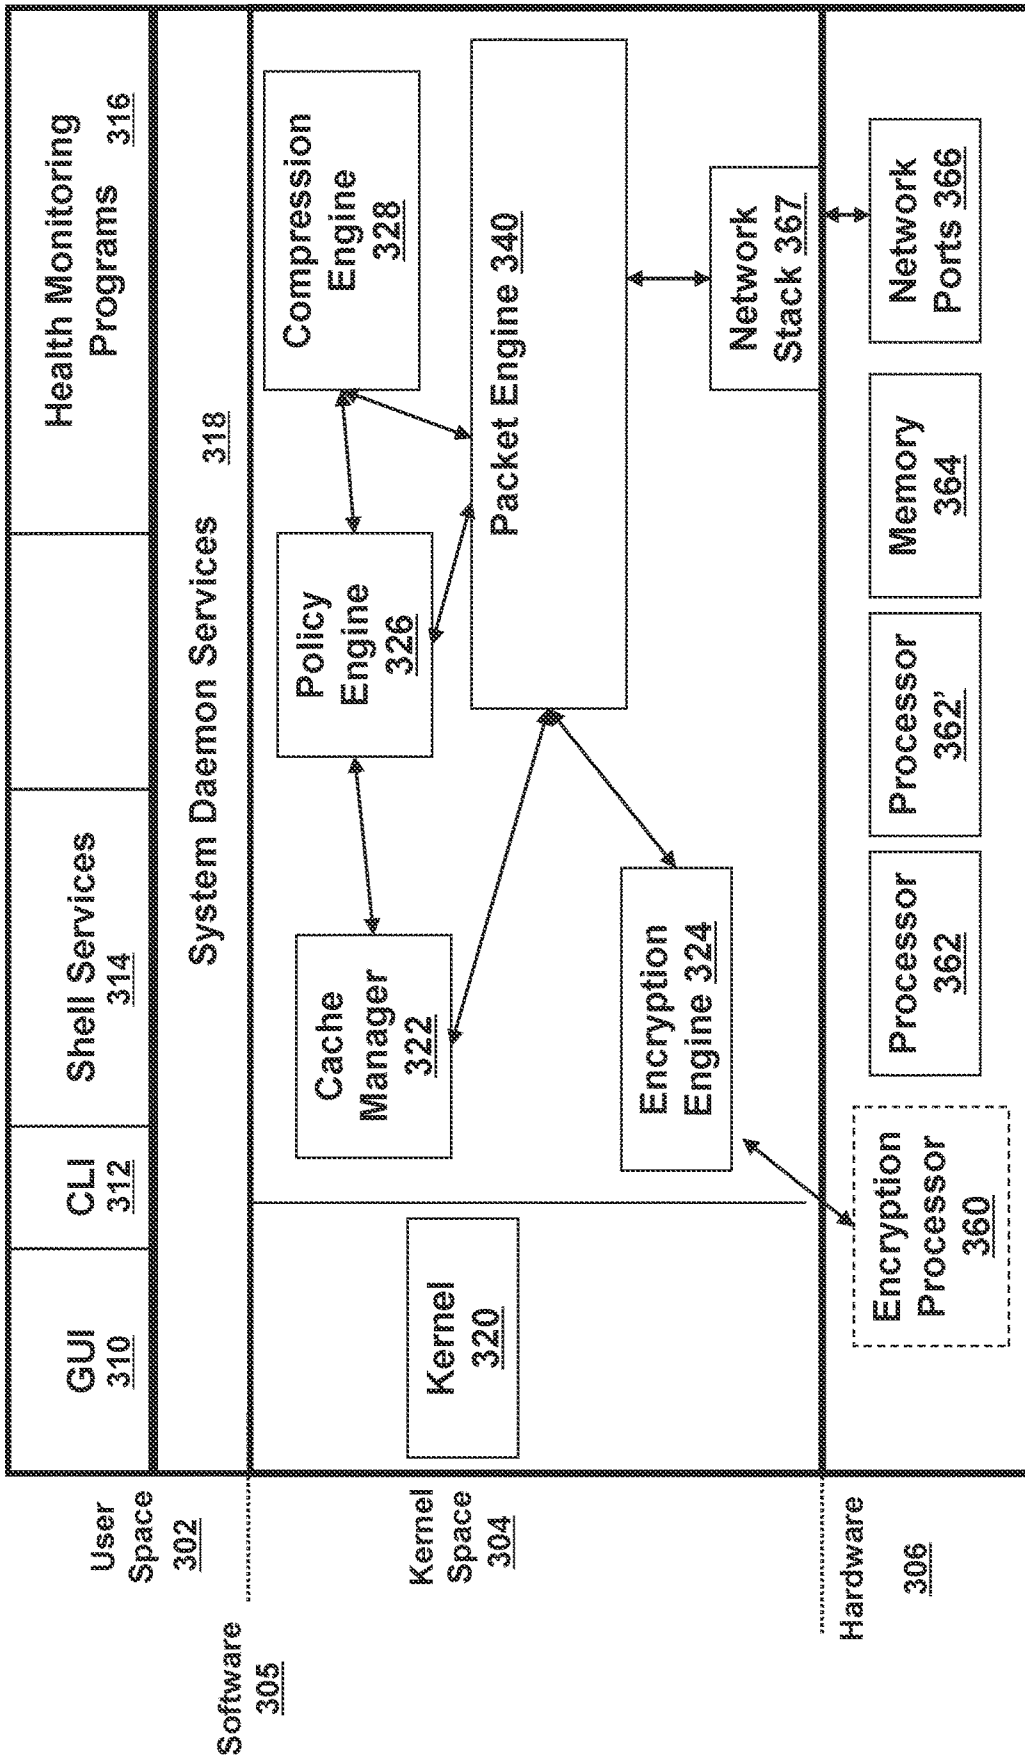 GUI
310
CLI
312
Shell Services
314
Health Monitoring
Programs 316
User
Space
302
System Daemon Services 318
Software
305
Kernel
Space
304
Kernel
320
Cache
Manager
322
Policy
Engine
326
Compression
Engine
328
Packet Engine 340
Encryption
Engine 324
Network
Stack 367
Hardware
306
Encryption
Processor
360
Processor
362
Processor
362'
Memory
364
Network
Ports 366